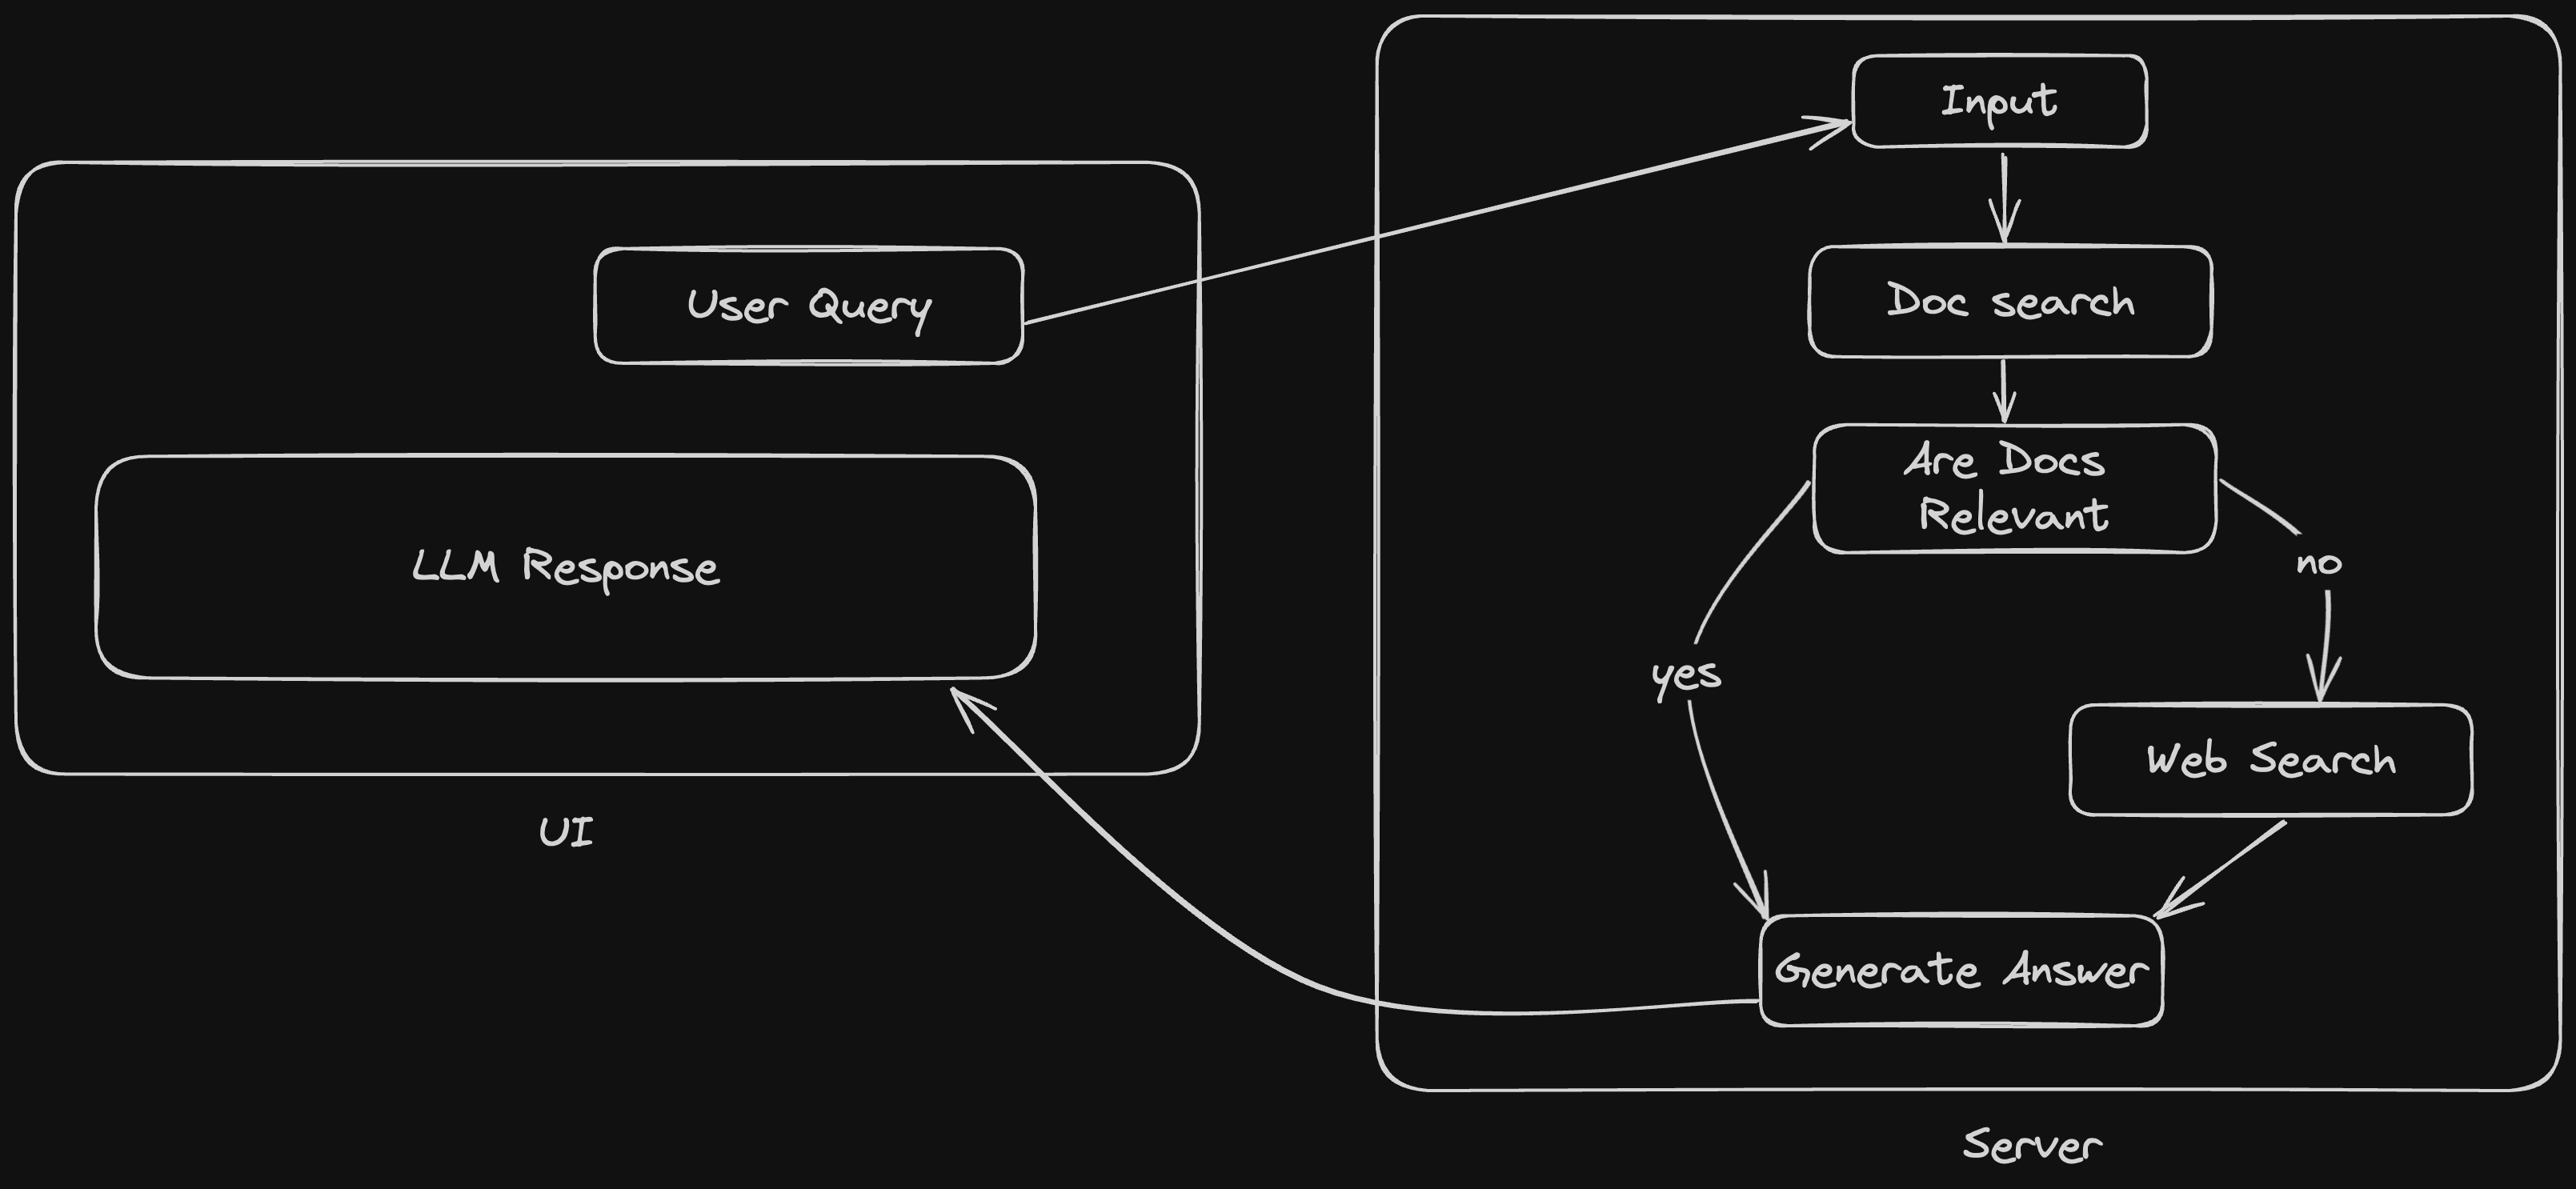 User Query
LLM Response
UI
Input
Doc search
Are Docs
Relevant
no
yes
Web Search
Generate Answer
Server